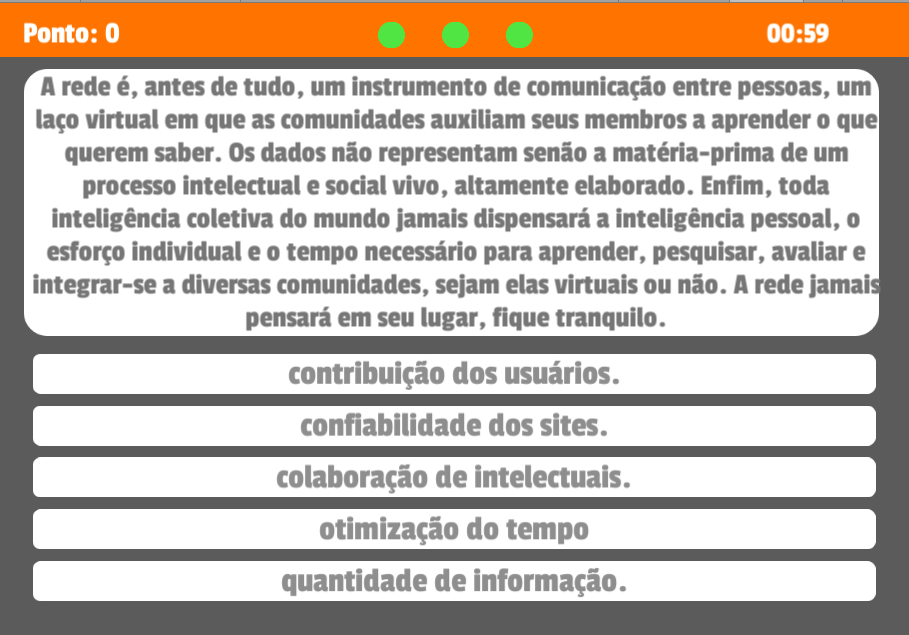 Ponto: 0
00:59
A rede é, antes de tudo, um instrumento de comunicação entre pessoas, um
laço virtual em que as comunidades auxiliam seus membros a aprender o que
querem saber. Os dados não representam senão a matéria-prima de um
processo intelectual e social vivo, altamente elaborado. Enfim, toda
inteligência coletiva do mundo jamais dispensará a inteligência pessoal, o
esforço individual e o tempo necessário para aprender, pesquisar, avaliar e
integrar-se a diversas comunidades, sejam elas virtuais ou não. A rede jamais
pensará em seu lugar, fique tranquilo.
contribuição dos usuários.
confiabilidade dos sites.
colaboração de intelectuais.
otimização do tempo
quantidade de informação.